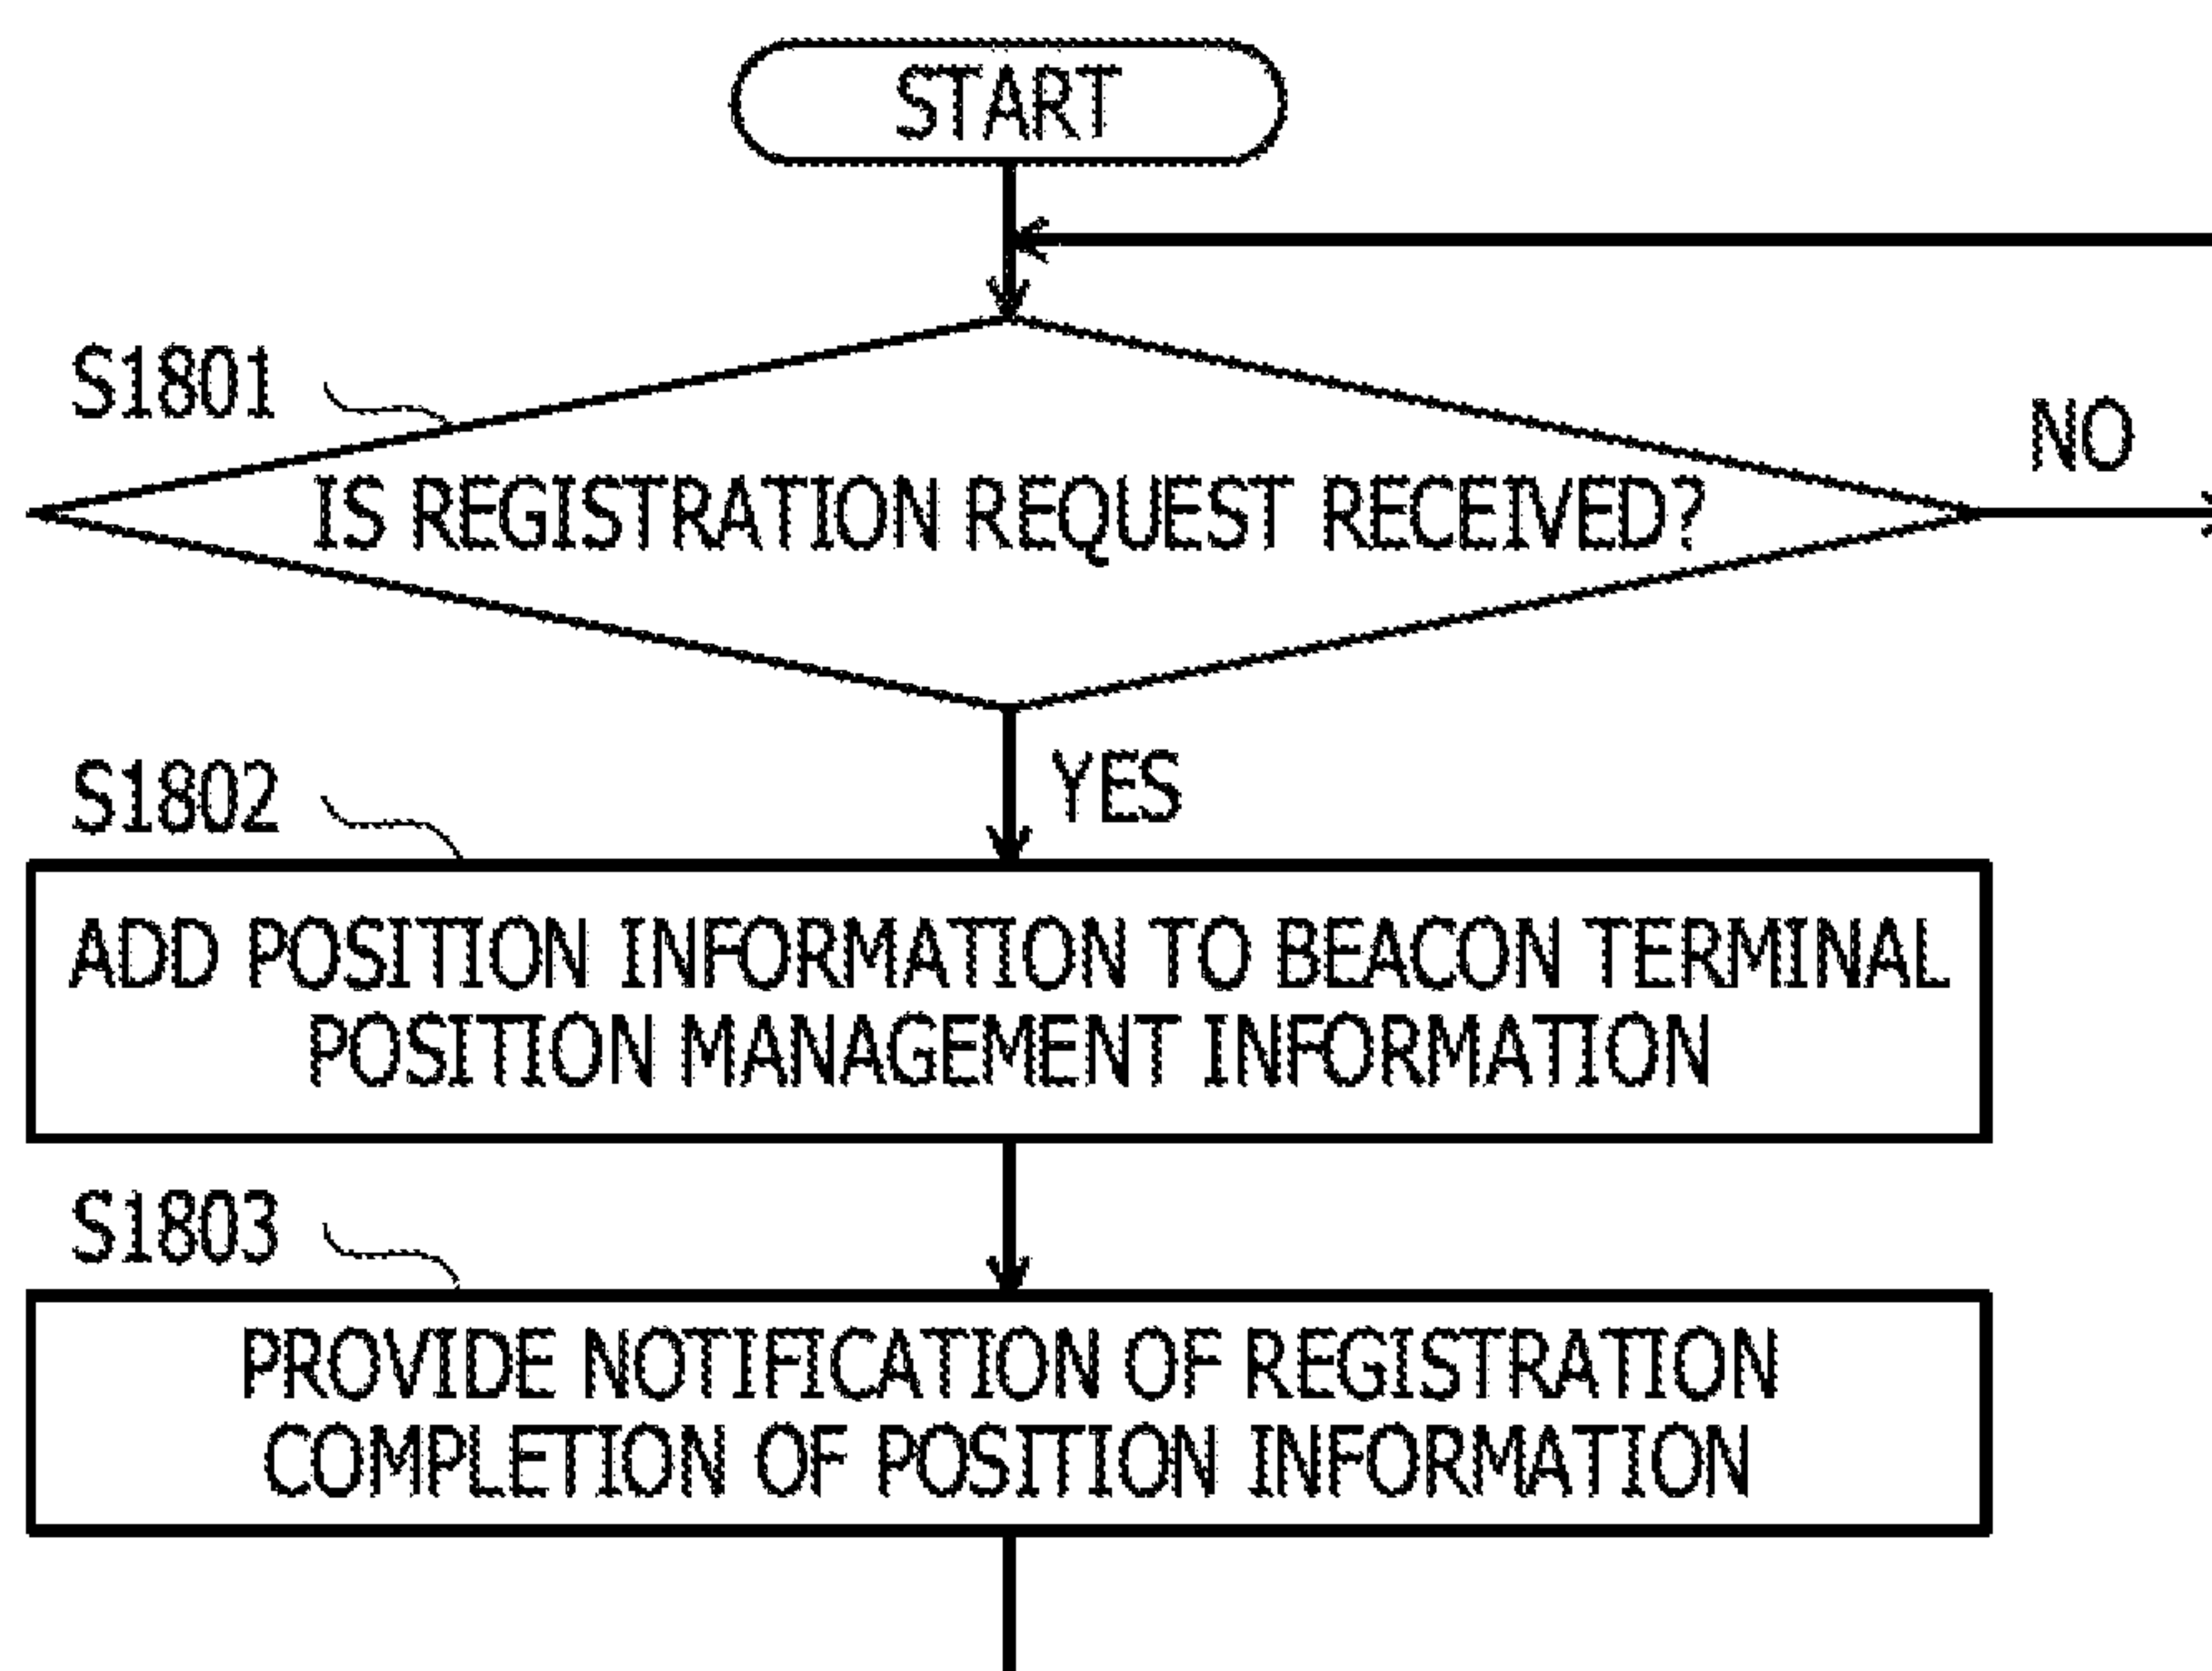 START
S1801
NO
IS REGISTRATION REQUEST RECEIVED?
YES
S1802
ADD POSITION INFORMATION TO BEACON TERMINAL
POSITION MANAGEMENT INFORMATION
S1803
PROVIDE NOTIFICATION OF REGISTRATION
COMPLETION OF POSITION INFORMATION